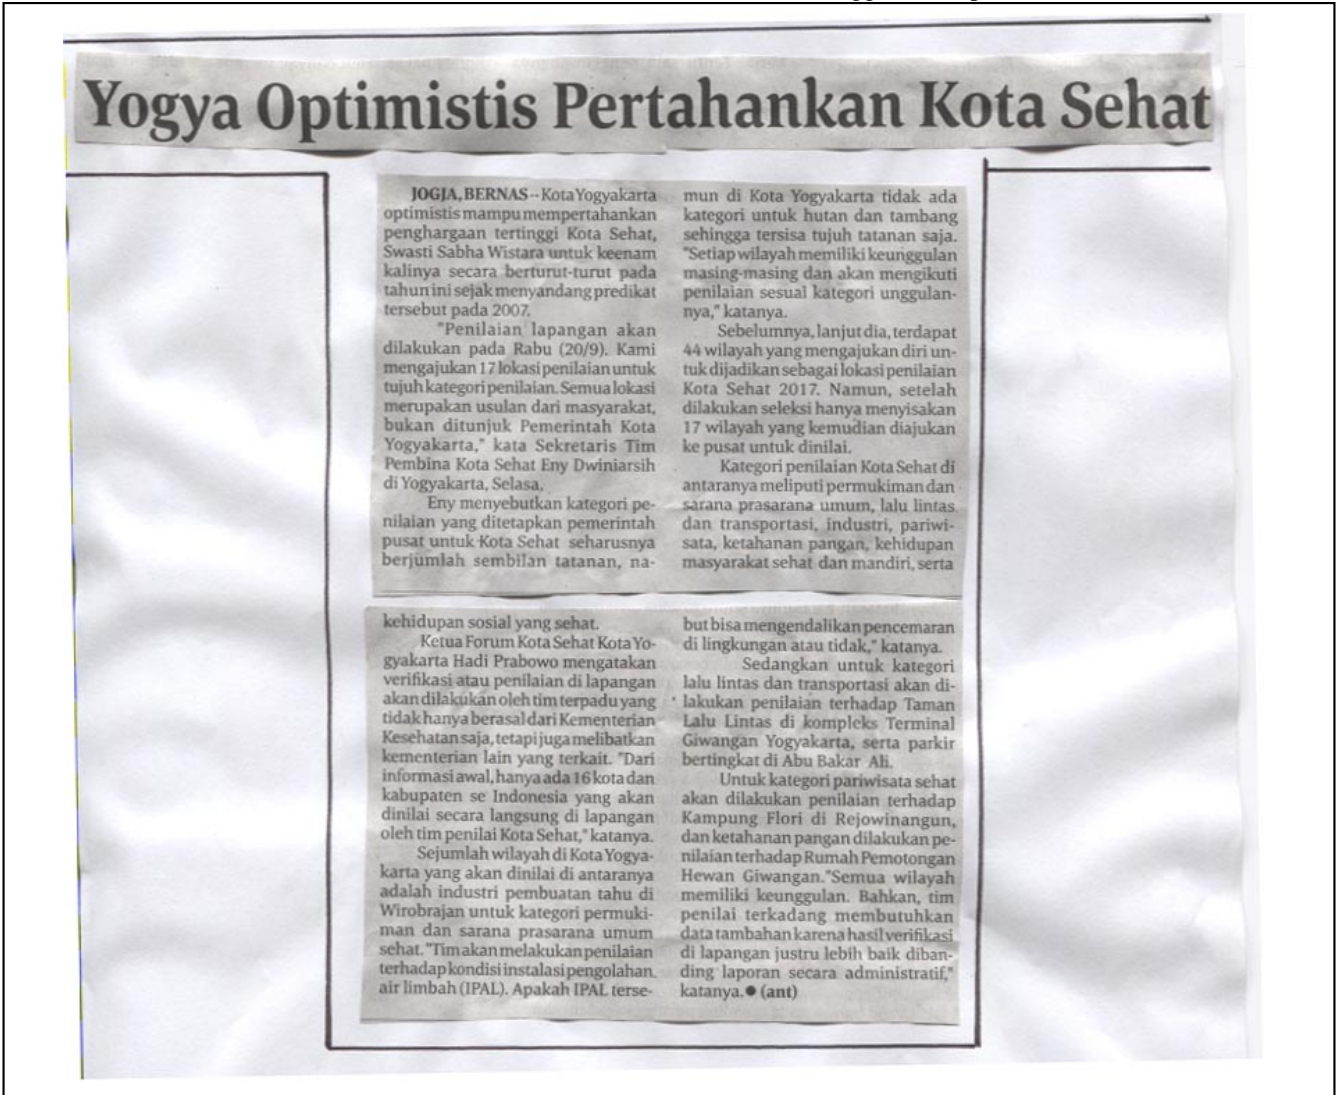 Yogya Optimistis Pertahankan Kota Sehat
JOGJA, BERNAS -- Kota Yogyakarta
optimistis mampu mempertahankan
penghargaan tertinggi Kota Sehat,
Swasti Sabha Wistara untuk keenam
kalinya secara berturut-turut pada
tahun ini sejak menyandang predikat
tersebut pada 2007.
"Penilaian lapangan akan
dilakukan pada Rabu (20/9). Kami
mengajukan 17 lokasi penilaian untuk
tujuh kategori penilaian. Semua lokasi
merupakan usulan dari masyarakat,
bukan ditunjuk Pemerintah Kota
Yogyakarta," kata Sekretaris Tim
Pembina Kota Sehat Eny Dwiniarsih
di Yogyakarta, Selasa.
Eny menyebutkan kategori pe-
nilaian yang ditetapkan pemerintah
pusat untuk Kota Sehat seharusnya
berjumlah sembilan tatanan, na-
mun di Kota Yogyakarta tidak ada
kategori untuk hutan dan tambang
sehingga tersisa tujuh tatanan saja.
"Setiap wilayah memiliki keunggulan
masing-masing dan akan mengikuti
penilaian sesuai kategori unggulan-
nya," katanya.
Sebelumnya, lanjut dia, terdapat
44 wilayah yang mengajukan diri un-
tuk dijadikan sebagai lokasi penilaian
Kota Sehat 2017. Namun, setelah
dilakukan seleksi hanya menyisakan
17 wilayah yang kemudian diajukan
ke pusat untuk dinilai.
Kategori penilaian Kota Sehat di
antaranya meliputi permukiman dan
sarana prasarana umum, lalu lintas
dan transportasi, industri, pariwi-
sata, ketahanan pangan, kehidupan
masyarakat sehat dan mandiri, serta
kehidupan sosial yang sehat.
Ketua Forum Kota Sehat Kota Yo-
gyakarta Hadi Prabowo mengatakan
verifikasi atau penilaian di lapangan
akan dilakukan oleh tim terpadu yang
tidak hanya berasal dari Kementerian
Kesehatan saja, tetapi juga melibatkan
kementerian lain yang terkait. "Dari
informasi awal, hanya ada 16 kota dan
kabupaten se Indonesia yang akan
dinilai secara langsung di lapangan
oleh tim penilai Kota Sehat," katanya.
Sejumlah wilayah di Kota Yogya-
karta yang akan dinilai di antaranya
adalah industri pembuatan tahu di
Wirobrajan untuk kategori permuki-
man dan sarana prasarana umum
sehat. "Tim akan melakukan penilaian
terhadap kondisi instalasi pengolahan
air limbah (IPAL). Apakah IPAL terse-
but bisa mengendalikan pencemaran
di lingkungan atau tidak," katanya.
Sedangkan untuk kategori
lalu lintas dan transportasi akan di-
lakukan penilaian terhadap Taman
Lalu Lintas di kompleks Terminal
Giwangan Yogyakarta, serta parkir
bertingkat di Abu Bakar Ali.
Untuk kategori pariwisata sehat
akan dilakukan penilaian terhadap
Kampung Flori di Rejowinangun,
dan ketahanan pangan dilakukan pe-
nilaian terhadap Rumah Pemotongan
Hewan Giwangan."Semua wilayah
memiliki keunggulan. Bahkan, tim
penilai terkadang membutuhkan
data tambahan karena hasil verifikasi
di lapangan justru lebih baik diban-
ding laporan secara administratif,"
katanya.● (ant)